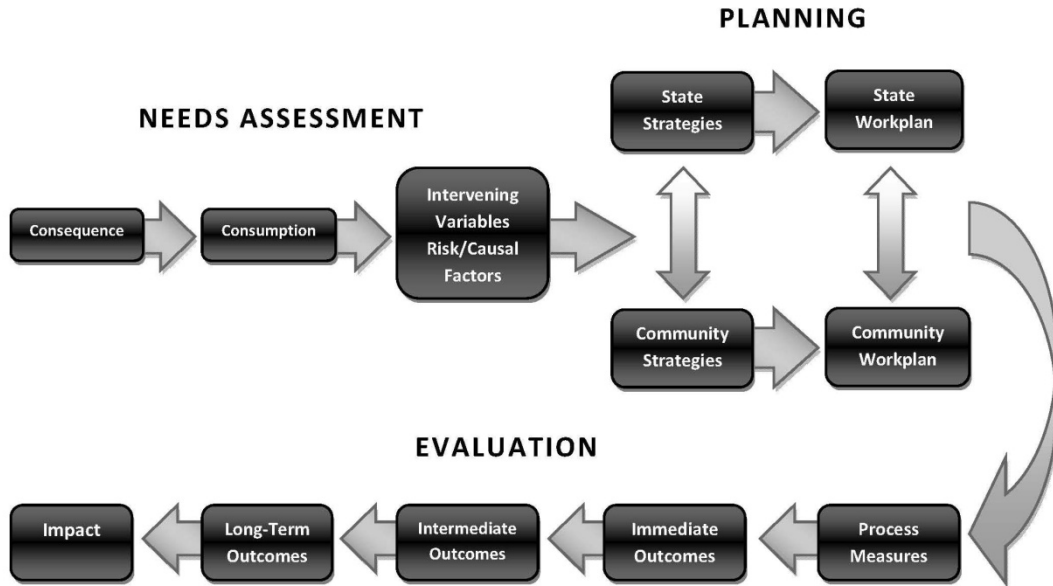 PLANNING
NEEDS ASSESSMENT
State
Strategies
State
Workplan
Consequence
Consumption
Intervening
Variables
Risk/Causal
Factors
Community
Strategies
Community
Workplan
EVALUATION
Impact
Long-Term
Outcomes
Intermediate
Outcomes
Immediate
Outcomes
Process
Measures